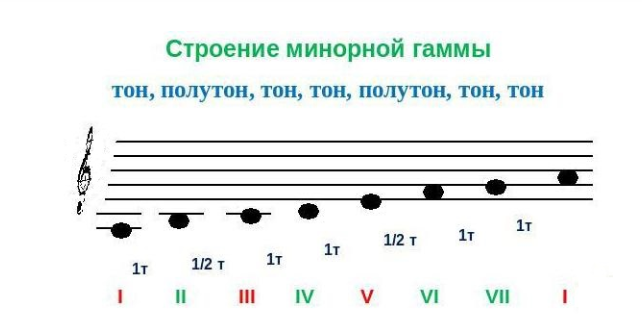 Строение минорной гаммы
тон, полутон, тон, тон, полутон, тон, тон
1т 1/2 т 1т 1т 1/2 т 1т 1т
I II III IV V VI VII I